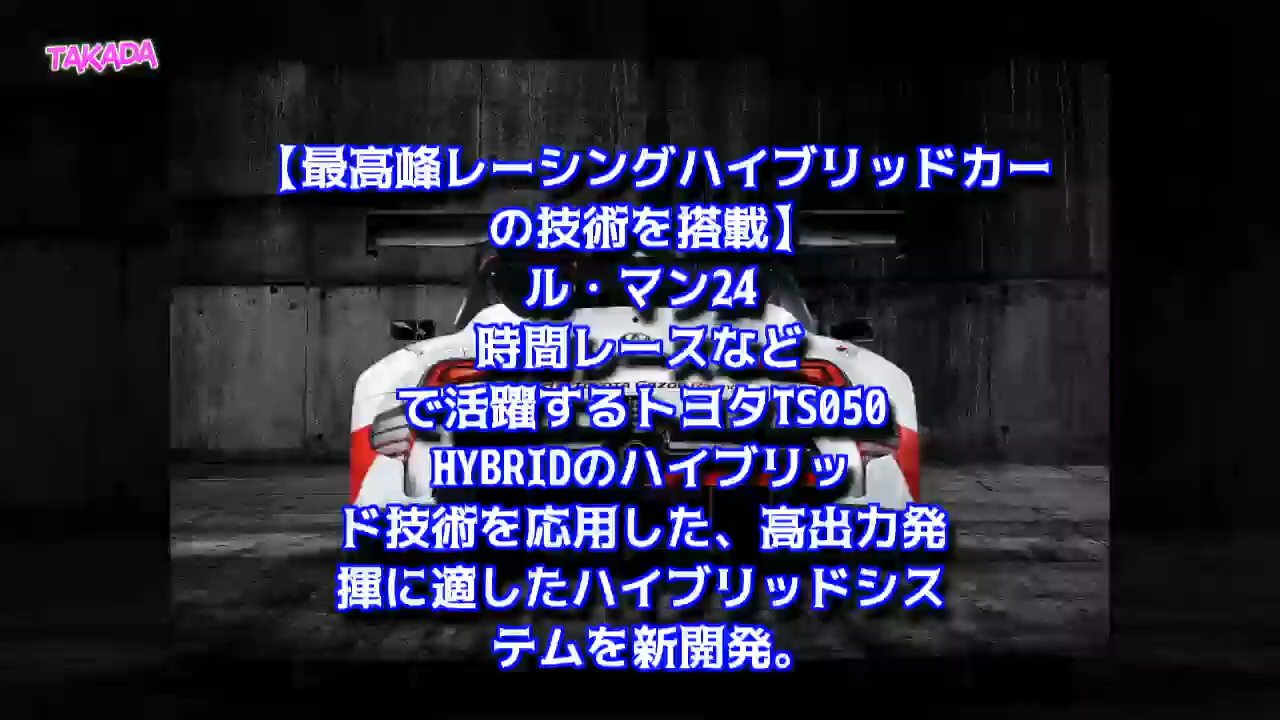 TAKADA
【最高峰レーシングハイブリッドカー
の技術を搭載】
ル・マン24
時間レースなど
で活躍するトヨタTS050
HYBRIDのハイブリッ
ド技術を応用した、高出力発
揮に適したハイブリッドシス
テムを新開発。